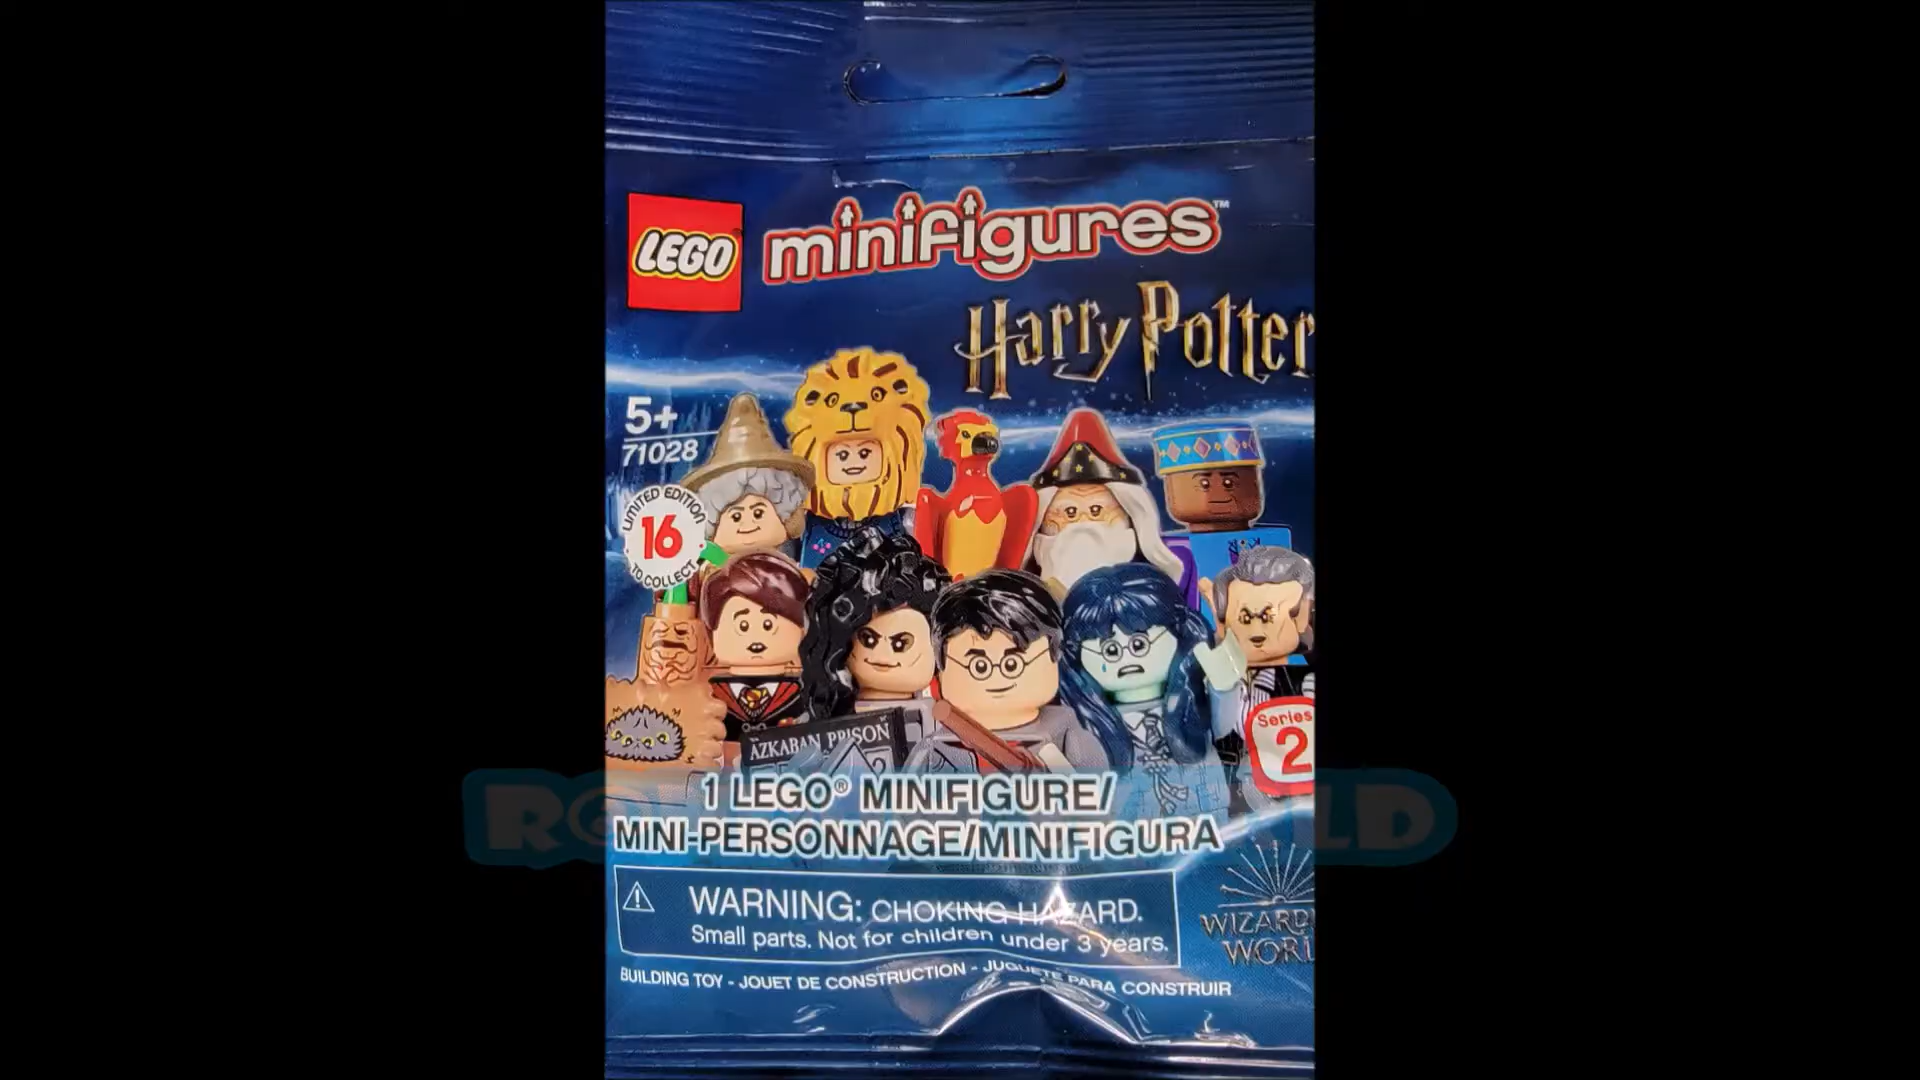 LEGO
minifigures™
Harry Potter
5+
71028
LIMITED EDITION
16
TO COLLECT
AZKABAN PRISON
Series
2
1 LEGO® MINIFIGURE/
MINI-PERSONNAGE/MINIFIGURA
WARNING: CHOKING HAZARD.
Small parts. Not for children under 3 years.
BUILDING TOY - JOUET DE CONSTRUCTION - JUGUETE PARA CONSTRUIR